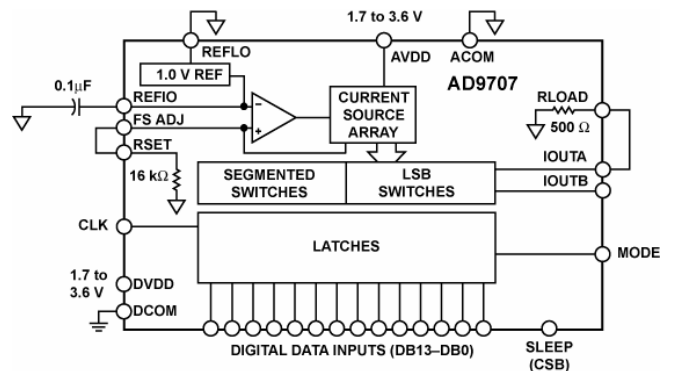 1.7 to 3.6 V
REFLO
AVDD
ACOM
1.0 V REF
AD9707
0.1μF
REFIO
FS ADJ
RSET
16 kΩ
CURRENT
SOURCE
ARRAY
RLOAD
500 Ω
IOUTA
IOUTB
SEGMENTED
SWITCHES
LSB
SWITCHES
CLK
LATCHES
MODE
1.7 to
3.6 V
DVDD
DCOM
DIGITAL DATA INPUTS (DB13–DB0)
SLEEP
(CSB)